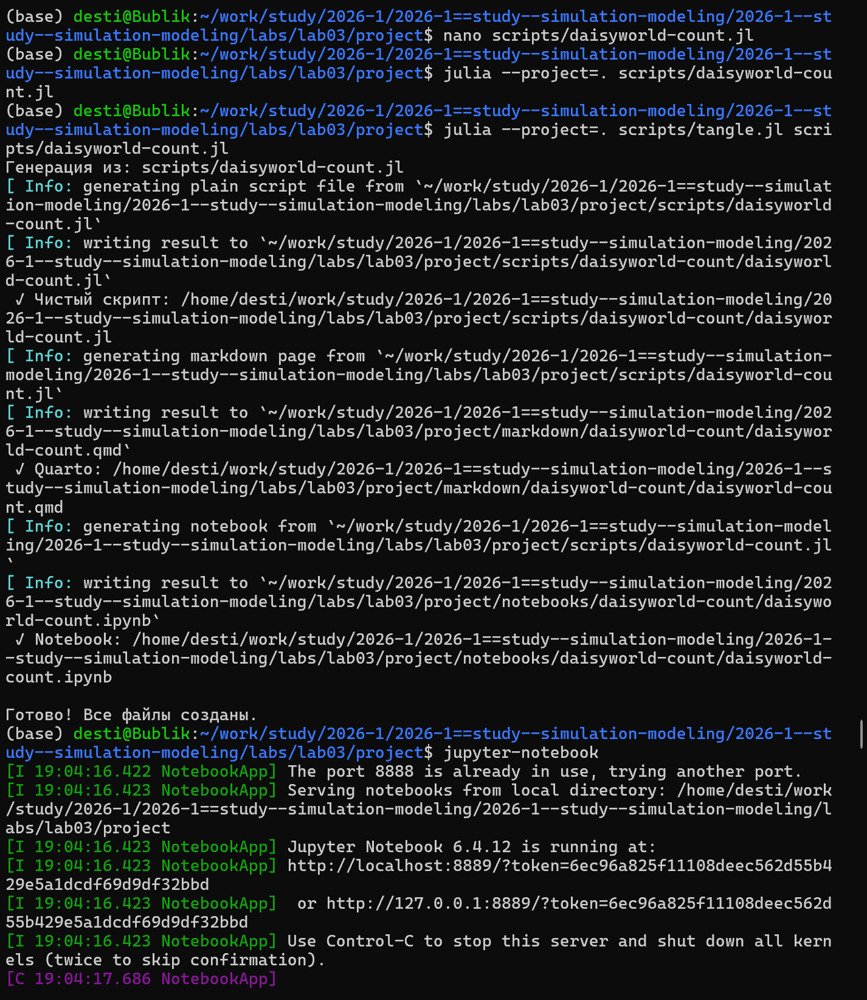 (base) desti@Bublik:~/work/study/2026-1/2026-1==study--simulation-modeling/2026-1--st
udy--simulation-modeling/labs/lab03/project$ nano scripts/daisyworld-count.jl
(base) desti@Bublik:~/work/study/2026-1/2026-1==study--simulation-modeling/2026-1--st
udy--simulation-modeling/labs/lab03/project$ julia --project=. scripts/daisyworld-cou
nt.jl
(base) desti@Bublik:~/work/study/2026-1/2026-1==study--simulation-modeling/2026-1--st
udy--simulation-modeling/labs/lab03/project$ julia --project=. scripts/tangle.jl scri
pts/daisyworld-count.jl
Генерация из: scripts/daisyworld-count.jl
[ Info: generating plain script file from `~/work/study/2026-1/2026-1==study--simulat
ion-modeling/2026-1--study--simulation-modeling/labs/lab03/project/scripts/daisyworld
-count.jl`
[ Info: writing result to `~/work/study/2026-1/2026-1==study--simulation-modeling/202
6-1--study--simulation-modeling/labs/lab03/project/scripts/daisyworld-count/daisyworl
d-count.jl`
 ✓ Чистый скрипт: /home/desti/work/study/2026-1/2026-1==study--simulation-modeling/20
26-1--study--simulation-modeling/labs/lab03/project/scripts/daisyworld-count/daisywor
ld-count.jl
[ Info: generating markdown page from `~/work/study/2026-1/2026-1==study--simulation-
modeling/2026-1--study--simulation-modeling/labs/lab03/project/scripts/daisyworld-cou
nt.jl`
[ Info: writing result to `~/work/study/2026-1/2026-1==study--simulation-modeling/202
6-1--study--simulation-modeling/labs/lab03/project/markdown/daisyworld-count/daisywor
ld-count.qmd`
 ✓ Quarto: /home/desti/work/study/2026-1/2026-1==study--simulation-modeling/2026-1--s
tudy--simulation-modeling/labs/lab03/project/markdown/daisyworld-count/daisyworld-cou
nt.qmd
[ Info: generating notebook from `~/work/study/2026-1/2026-1==study--simulation-model
ing/2026-1--study--simulation-modeling/labs/lab03/project/scripts/daisyworld-count.jl
`
[ Info: writing result to `~/work/study/2026-1/2026-1==study--simulation-modeling/202
6-1--study--simulation-modeling/labs/lab03/project/notebooks/daisyworld-count/daisywo
rld-count.ipynb`
 ✓ Notebook: /home/desti/work/study/2026-1/2026-1==study--simulation-modeling/2026-1-
-study--simulation-modeling/labs/lab03/project/notebooks/daisyworld-count/daisyworld-
count.ipynb

Готово! Все файлы созданы.
(base) desti@Bublik:~/work/study/2026-1/2026-1==study--simulation-modeling/2026-1--st
udy--simulation-modeling/labs/lab03/project$ jupyter-notebook
[I 19:04:16.422 NotebookApp] The port 8888 is already in use, trying another port.
[I 19:04:16.423 NotebookApp] Serving notebooks from local directory: /home/desti/work
/study/2026-1/2026-1==study--simulation-modeling/2026-1--study--simulation-modeling/l
abs/lab03/project
[I 19:04:16.423 NotebookApp] Jupyter Notebook 6.4.12 is running at:
[I 19:04:16.423 NotebookApp] http://localhost:8889/?token=6ec96a825f11108deec562d55b4
29e5a1dcdf69d9df32bbd
[I 19:04:16.423 NotebookApp]  or http://127.0.0.1:8889/?token=6ec96a825f11108deec562d
55b429e5a1dcdf69d9df32bbd
[I 19:04:16.423 NotebookApp] Use Control-C to stop this server and shut down all kern
els (twice to skip confirmation).
[C 19:04:17.686 NotebookApp]